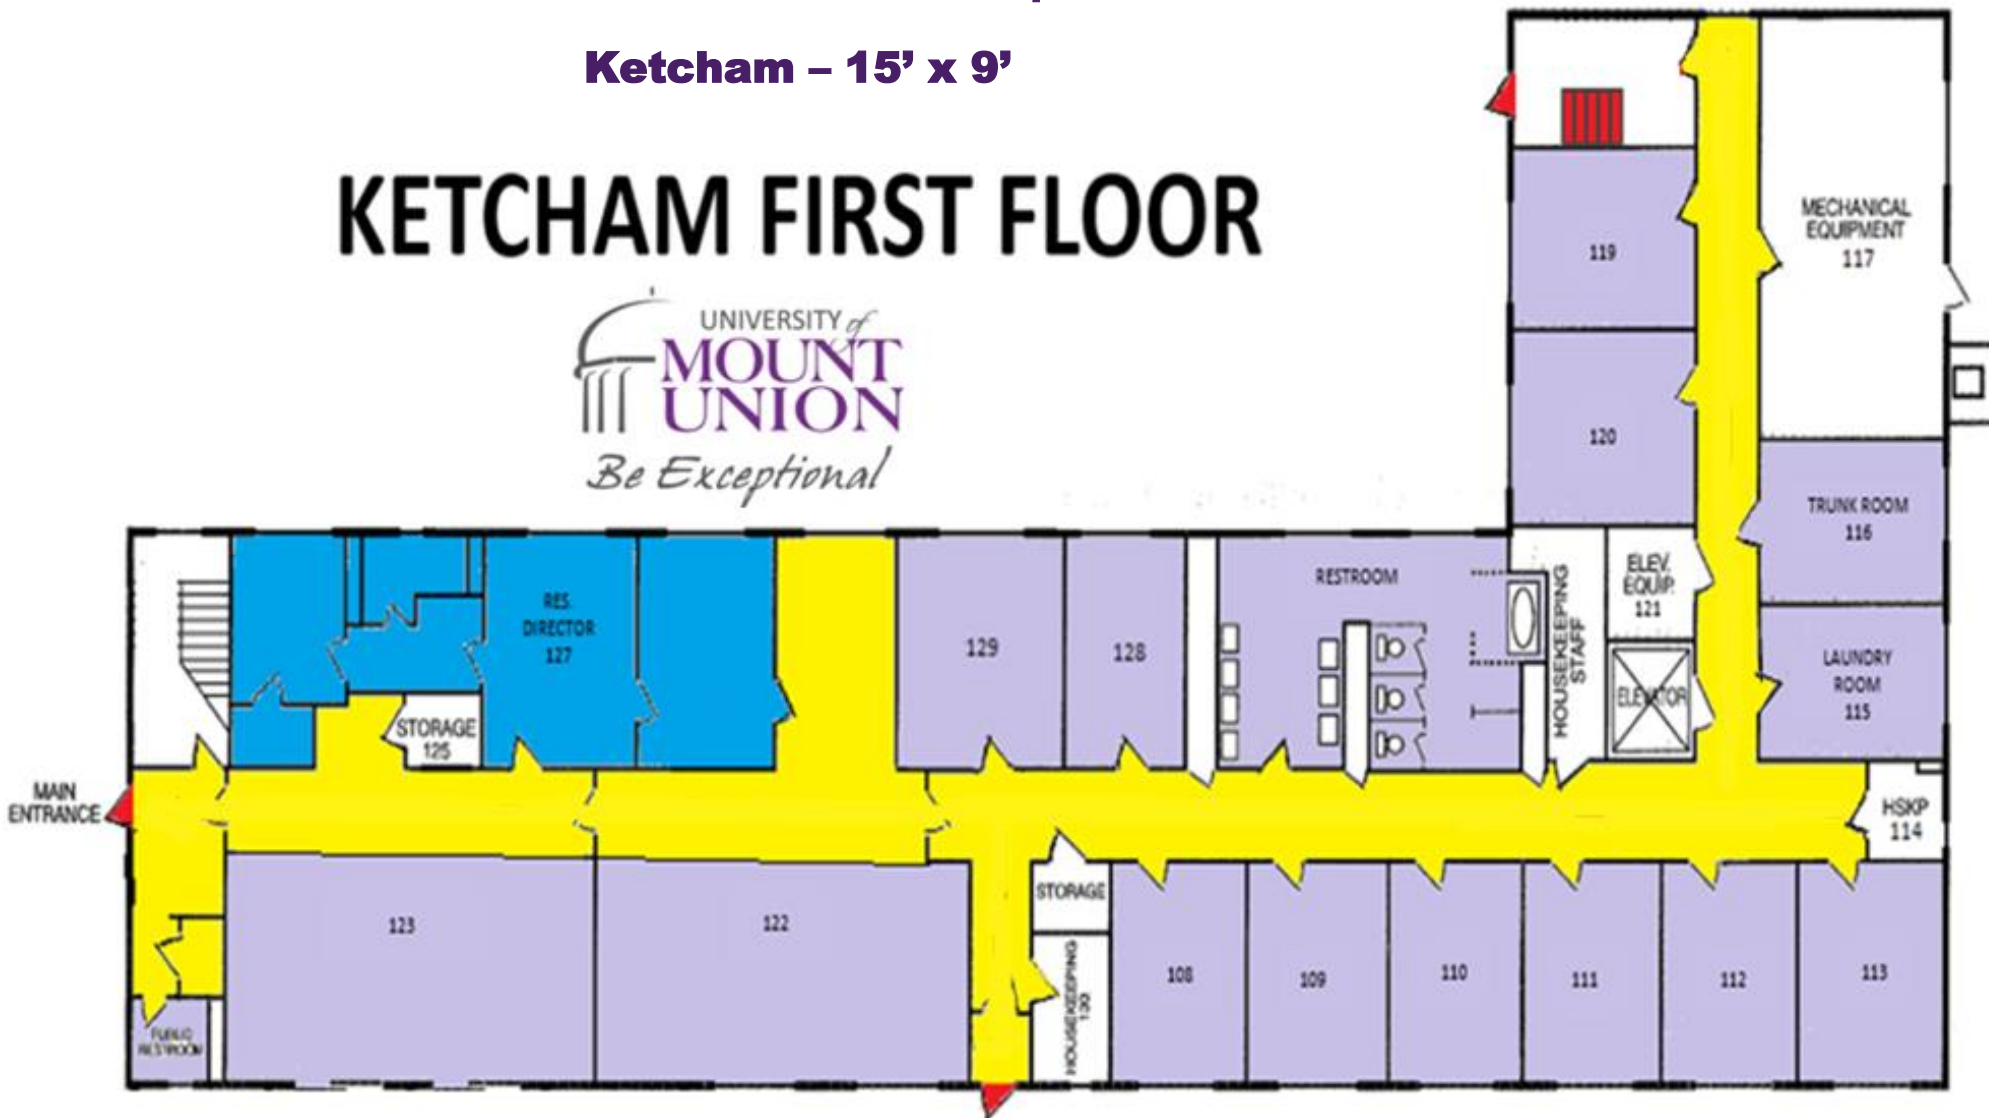 Ketcham – 15’ x 9’
KETCHAM FIRST FLOOR
UNIVERSITY of
MOUNT
UNION
Be Exceptional
MECHANICAL
EQUIPMENT
117
119
120
TRUNK ROOM
116
RES.
DIRECTOR
127
129
128
RESTROOM
HOUSEKEEPING
STAFF
ELEV.
EQUIP.
121
ELEVATOR
LAUNDRY
ROOM
115
STORAGE
125
MAIN
ENTRANCE
HSKP
114
123
122
STORAGE
HOUSEKEEPING
108
109
110
111
112
113
PUBLIC
RESTROOM